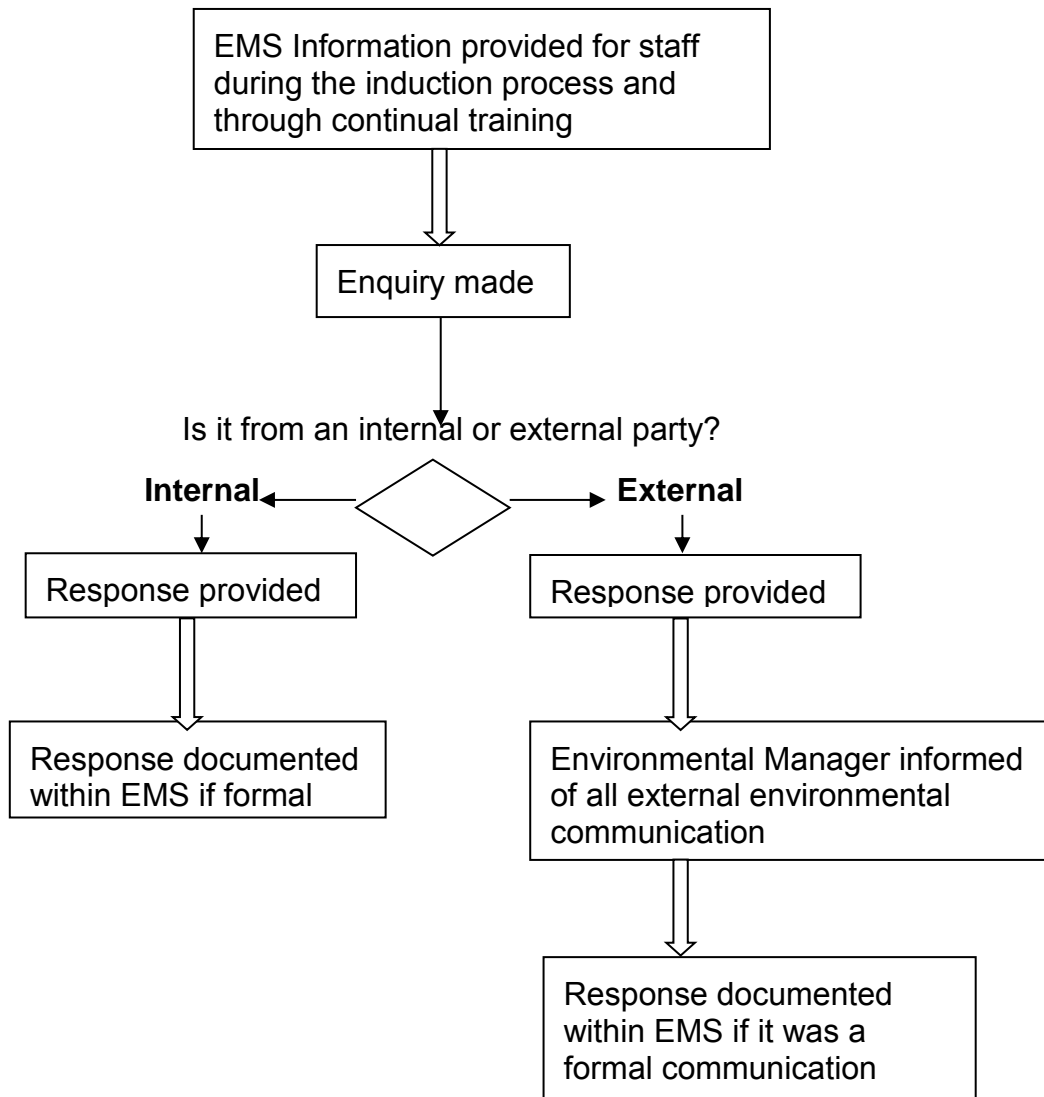 EMS Information provided for staff
during the induction process and
through continual training
Enquiry made
Is it from an internal or external party?
Internal
External
Response provided
Response provided
Response documented
within EMS if formal
Environmental Manager informed
of all external environmental
communication
Response documented
within EMS if it was a
formal communication